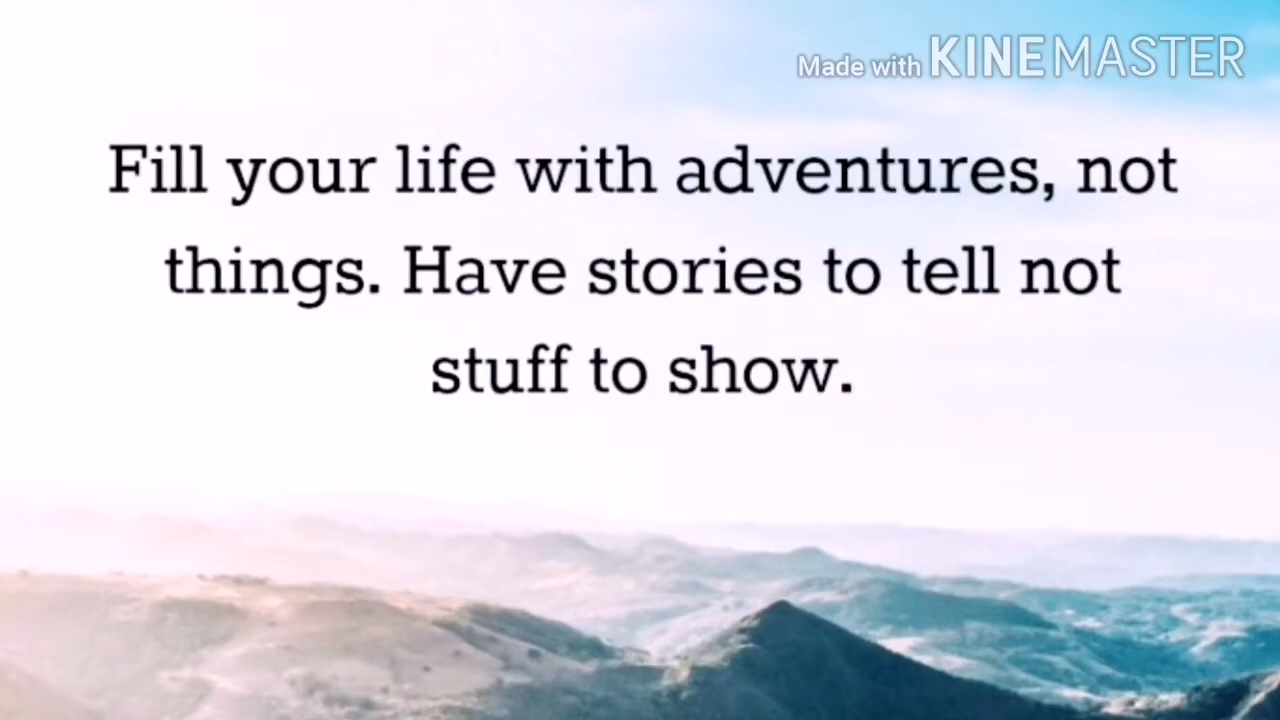 Made with KINEMASTER
Fill your life with adventures, not
things. Have stories to tell not
stuff to show.